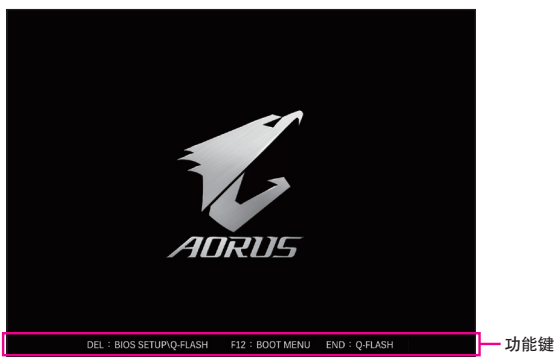 AORUS
DEL : BIOS SETUP\Q-FLASH F12 : BOOT MENU END : Q-FLASH
功能键